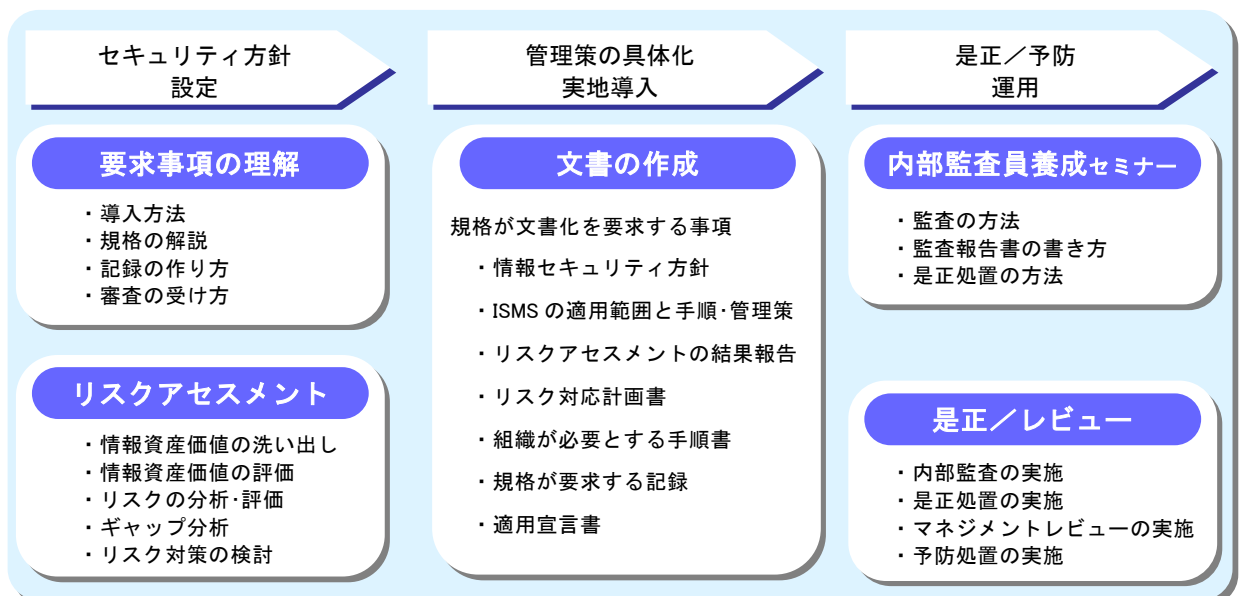 セキュリティ方針
設定
管理策の具体化
実地導入
是正／予防
運用
要求事項の理解
・導入方法
・規格の解説
・記録の作り方
・審査の受け方
リスクアセスメント
・情報資産価値の洗い出し
・情報資産価値の評価
・リスクの分析･評価
・ギャップ分析
・リスク対策の検討
文書の作成
規格が文書化を要求する事項
・情報セキュリティ方針
・ISMS の適用範囲と手順･管理策
・リスクアセスメントの結果報告
・リスク対応計画書
・組織が必要とする手順書
・規格が要求する記録
・適用宣言書
内部監査員養成セミナー
・監査の方法
・監査報告書の書き方
・是正処置の方法
是正／レビュー
・内部監査の実施
・是正処置の実施
・マネジメントレビューの実施
・予防処置の実施